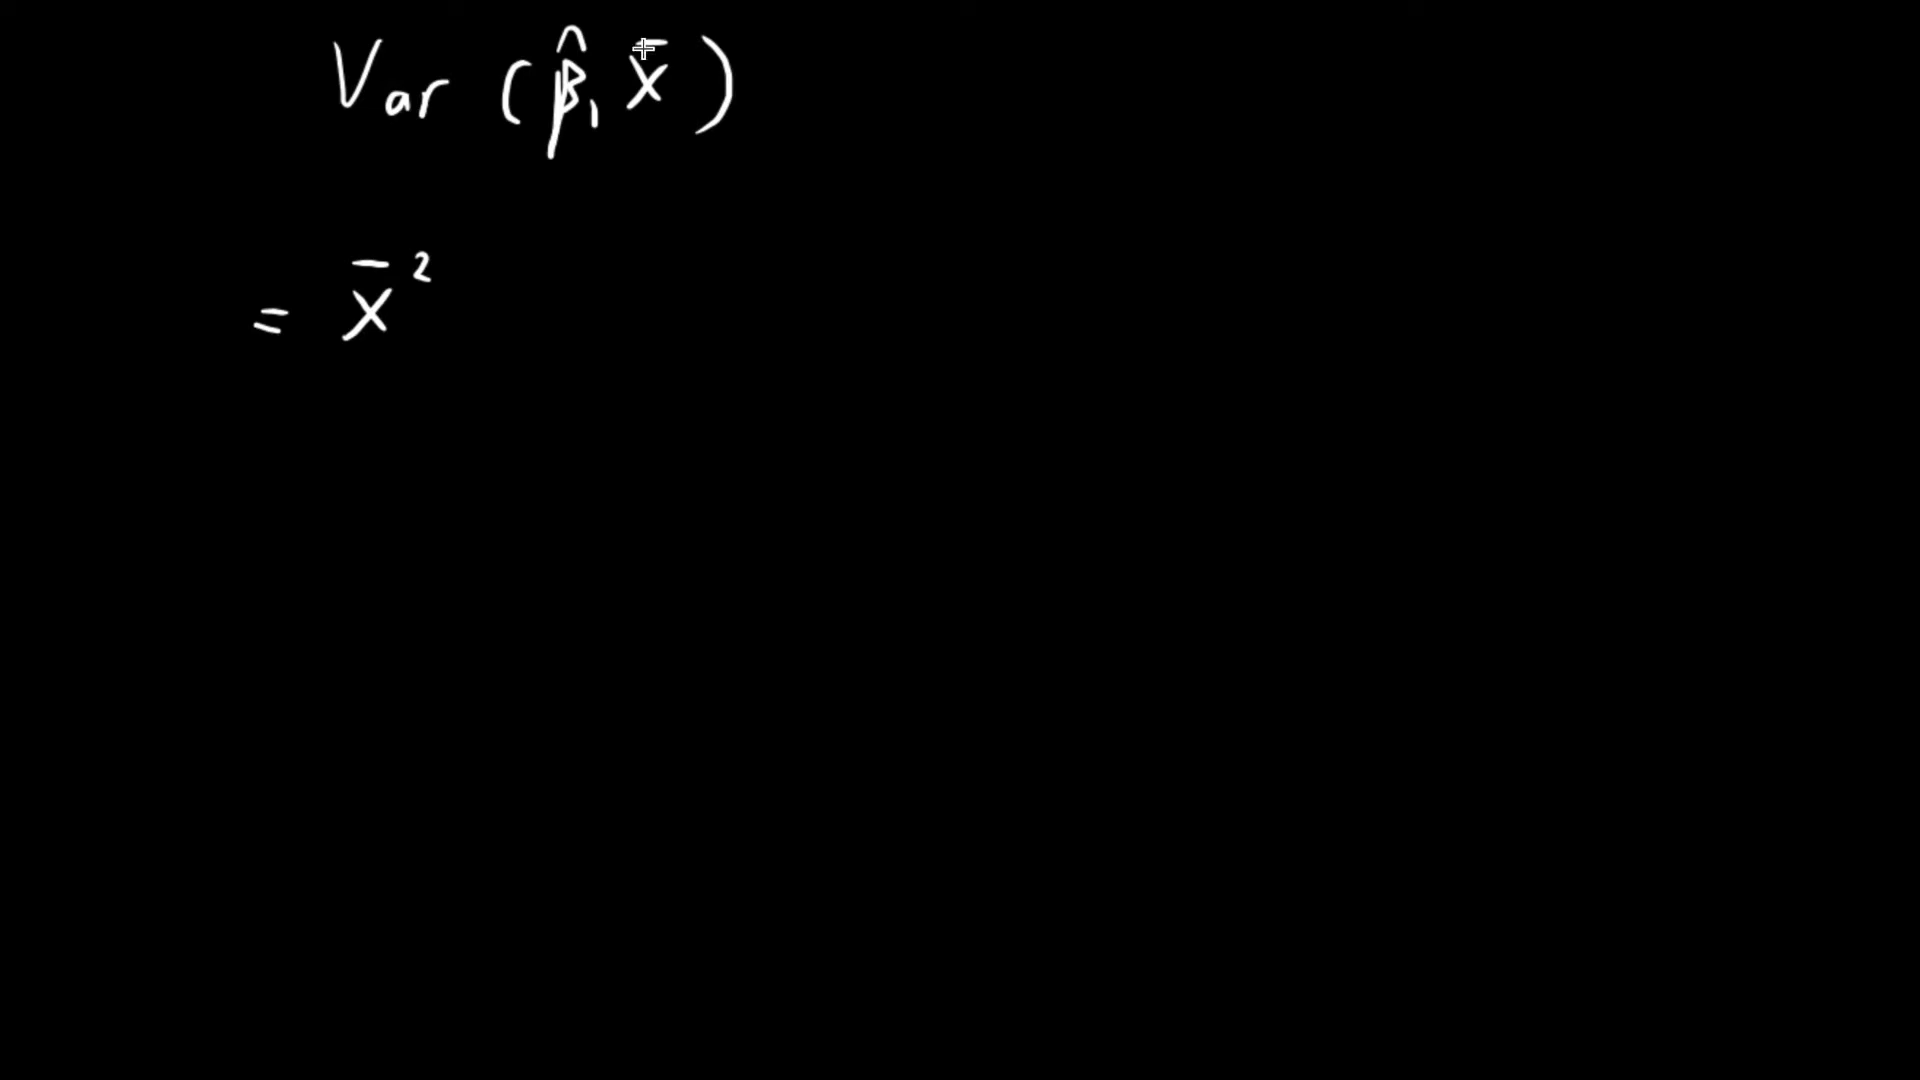 Var (β̂₁ x̄)
= x̄²